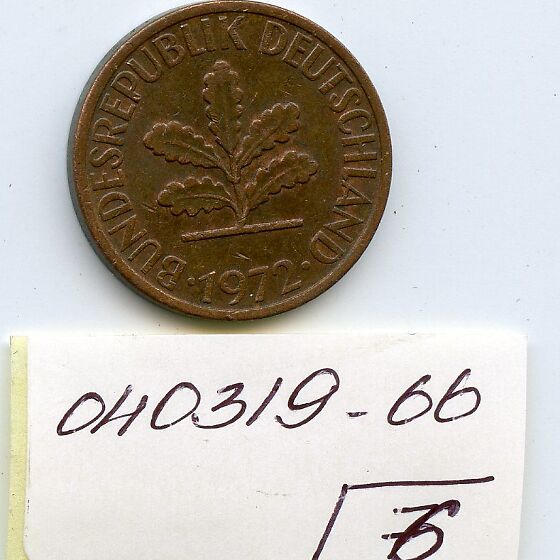 BUNDESREPUBLIK DEUTSCHLAND
· 1972 ·
040319-66